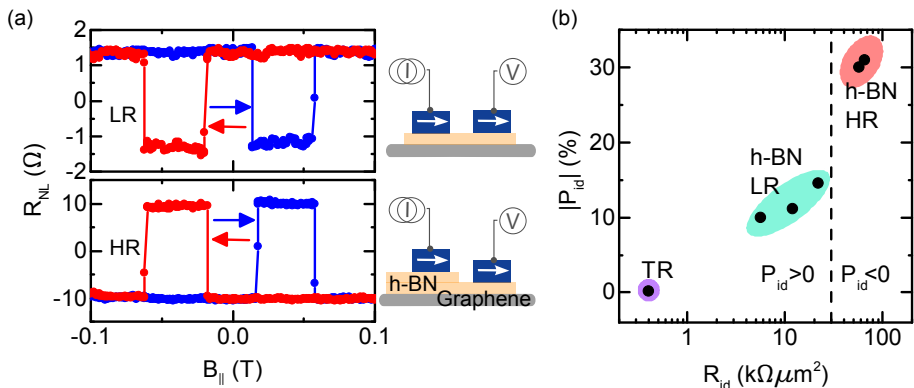 (a)
2
1
0
-1
-2
LR
10
0
-10
HR
R_NL (Ω)
-0.1
0.0
0.1
B_|| (T)
I
V
I
V
h-BN
Graphene
(b)
30
20
10
0
|P_id| (%)
h-BN
HR
h-BN
LR
TR
P_id>0
P_id<0
1
10
100
R_id (kΩμm²)